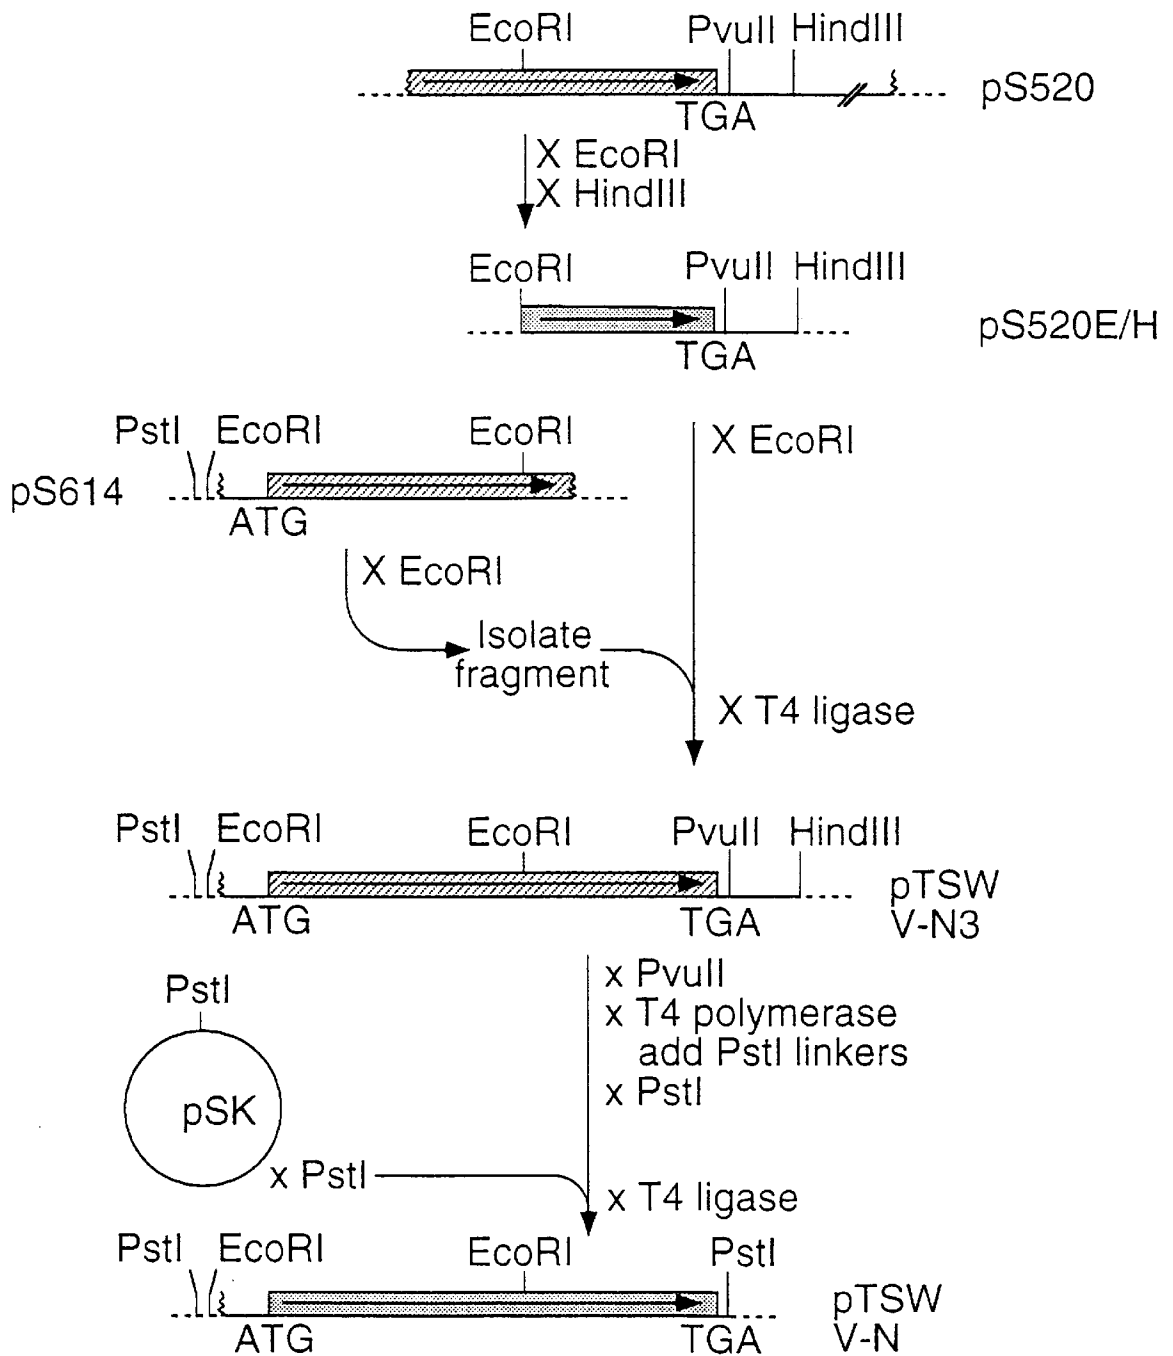 EcoRI PvuII HindIII
pS520
TGA
X EcoRI
X HindIII
EcoRI PvuII HindIII
pS520E/H
TGA
PstI EcoRI EcoRI
X EcoRI
pS614
ATG
X EcoRI
Isolate
fragment
X T4 ligase
PstI EcoRI EcoRI PvuII HindIII
pTSW
V-N3
ATG TGA
x PvuII
x T4 polymerase
add PstI linkers
x PstI
PstI
pSK
x PstI
x T4 ligase
PstI EcoRI EcoRI PstI
pTSW
V-N
ATG TGA